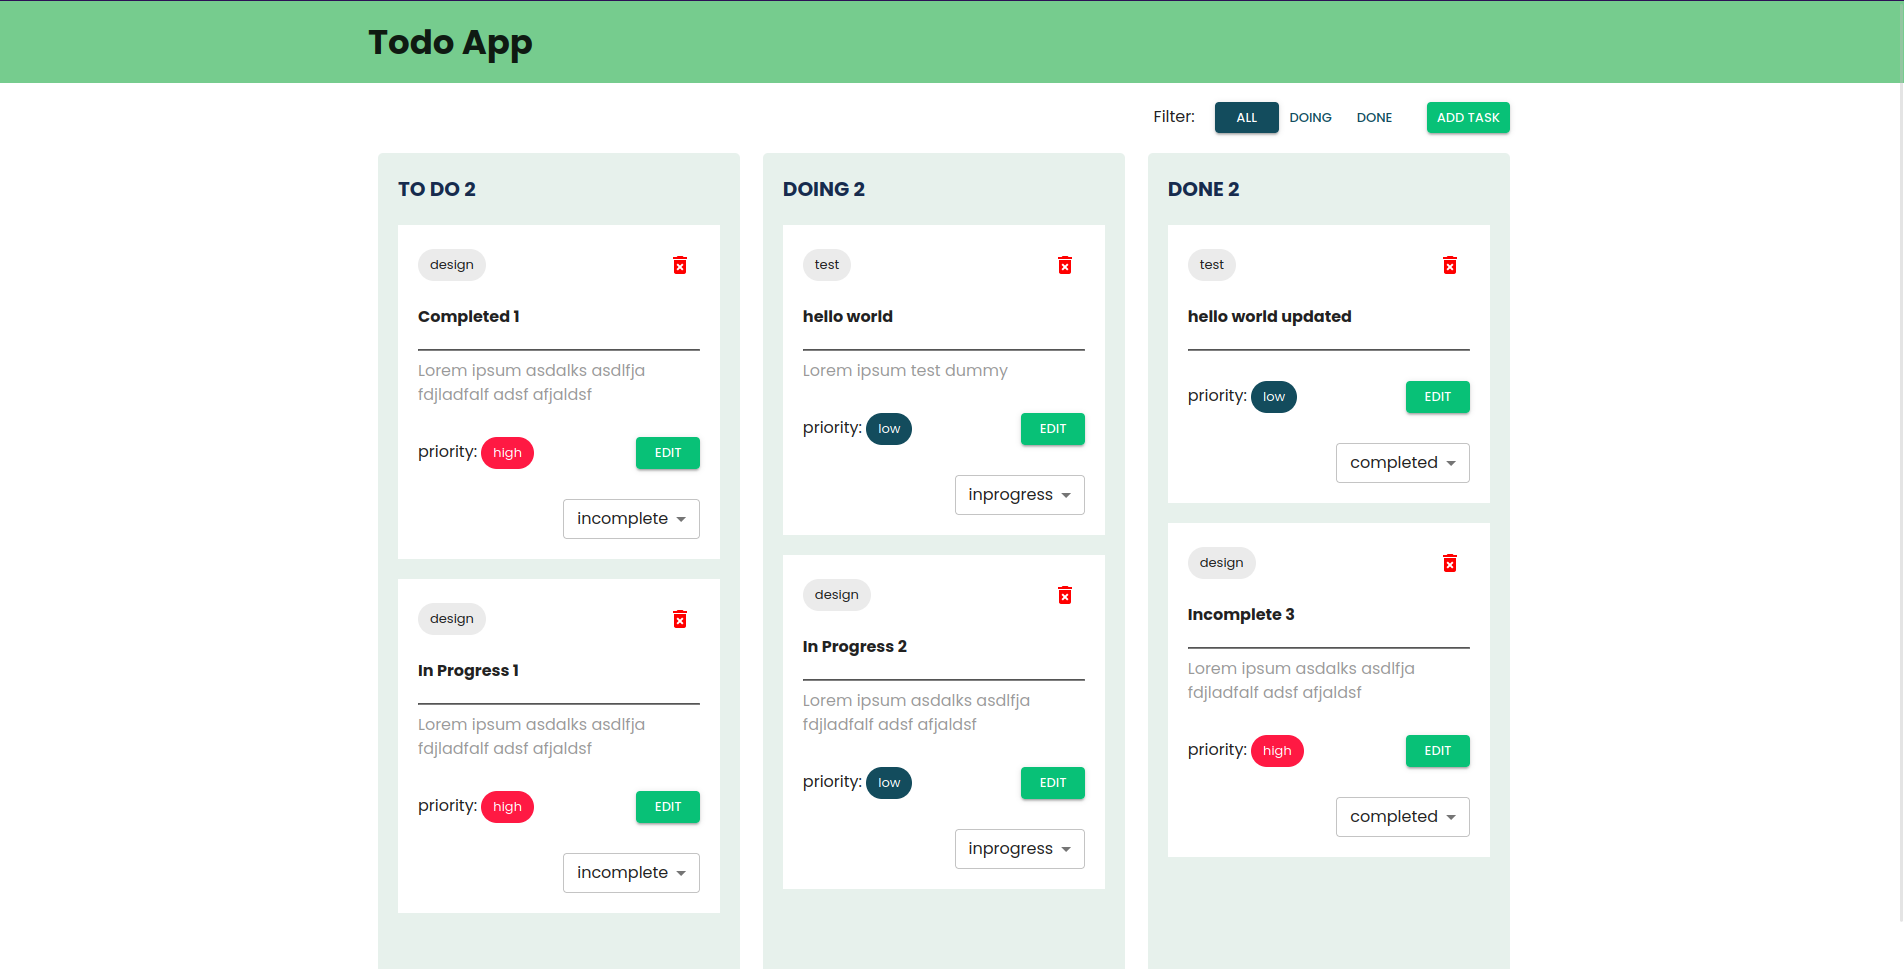 Todo App
Filter: ALL DOING DONE ADD TASK
TO DO 2
design
Completed 1
Lorem ipsum asdalks asdlfja
fdjladfalf adsf afjaldsf
priority: high EDIT
incomplete
design
In Progress 1
Lorem ipsum asdalks asdlfja
fdjladfalf adsf afjaldsf
priority: high EDIT
incomplete
DOING 2
test
hello world
Lorem ipsum test dummy
priority: low EDIT
inprogress
design
In Progress 2
Lorem ipsum asdalks asdlfja
fdjladfalf adsf afjaldsf
priority: low EDIT
inprogress
DONE 2
test
hello world updated
priority: low EDIT
completed
design
Incomplete 3
Lorem ipsum asdalks asdlfja
fdjladfalf adsf afjaldsf
priority: high EDIT
completed